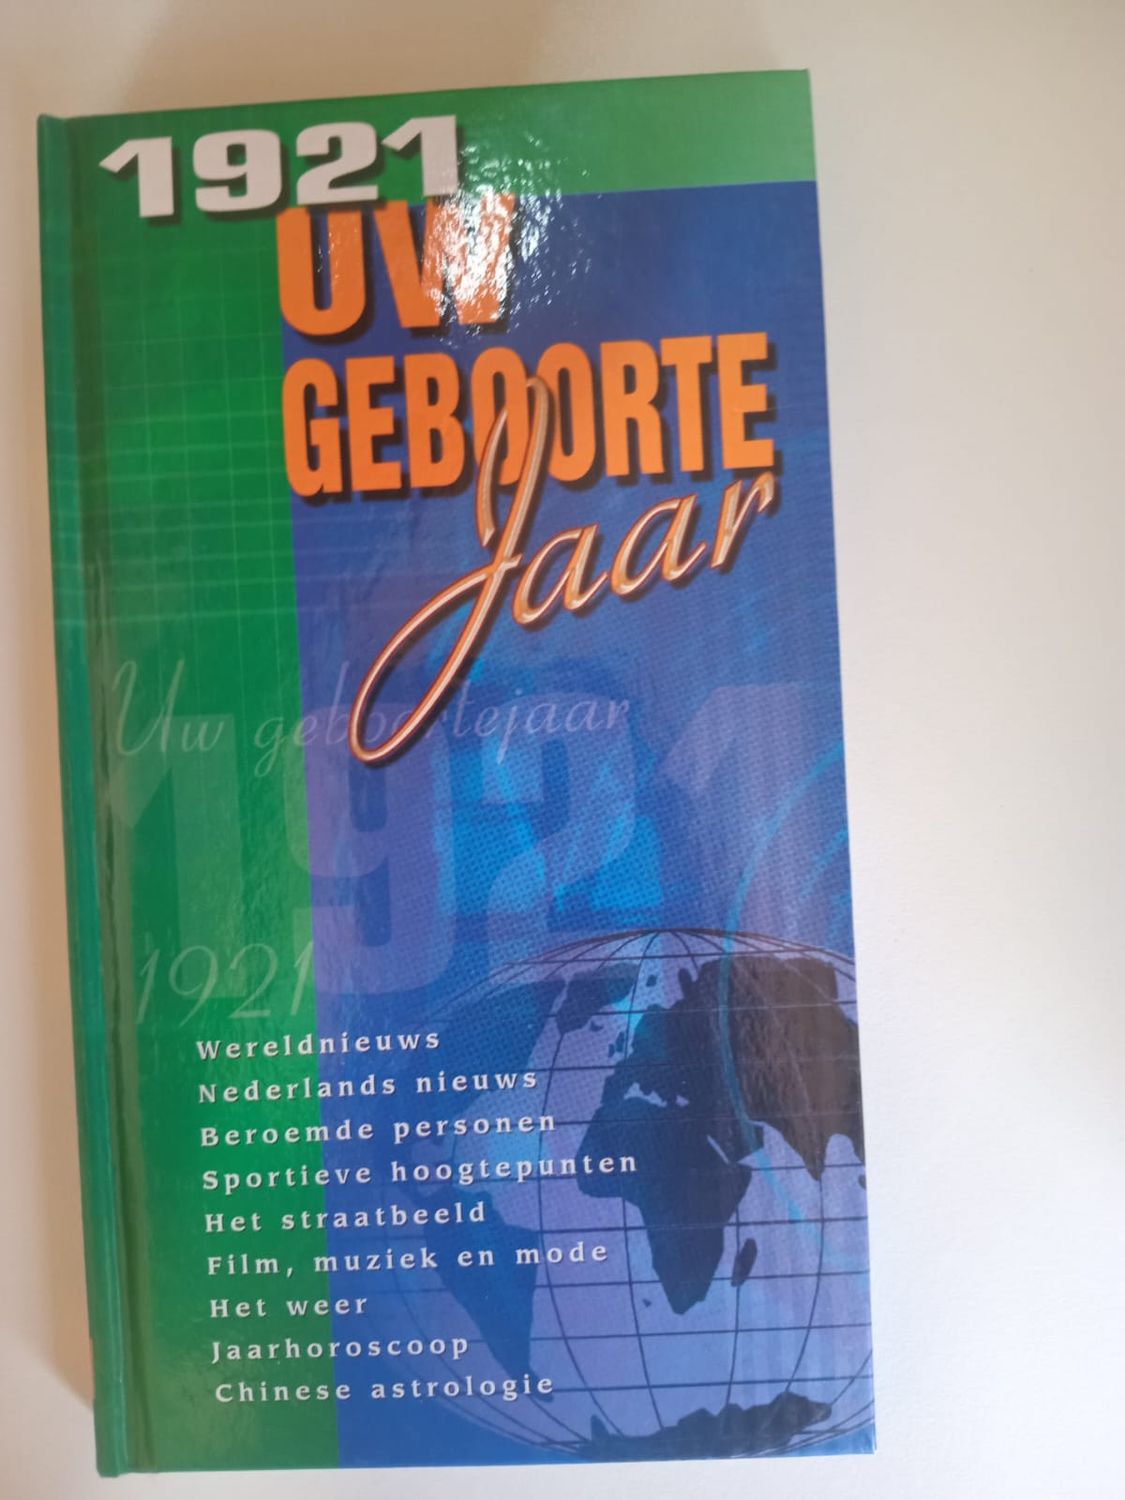 1921
UW
GEBOORTE
Jaar
Uw geboortejaar
1921
1921
Wereldnieuws
Nederlands nieuws
Beroemde personen
Sportieve hoogtepunten
Het straatbeeld
Film, muziek en mode
Het weer
Jaarhoroscoop
Chinese astrologie